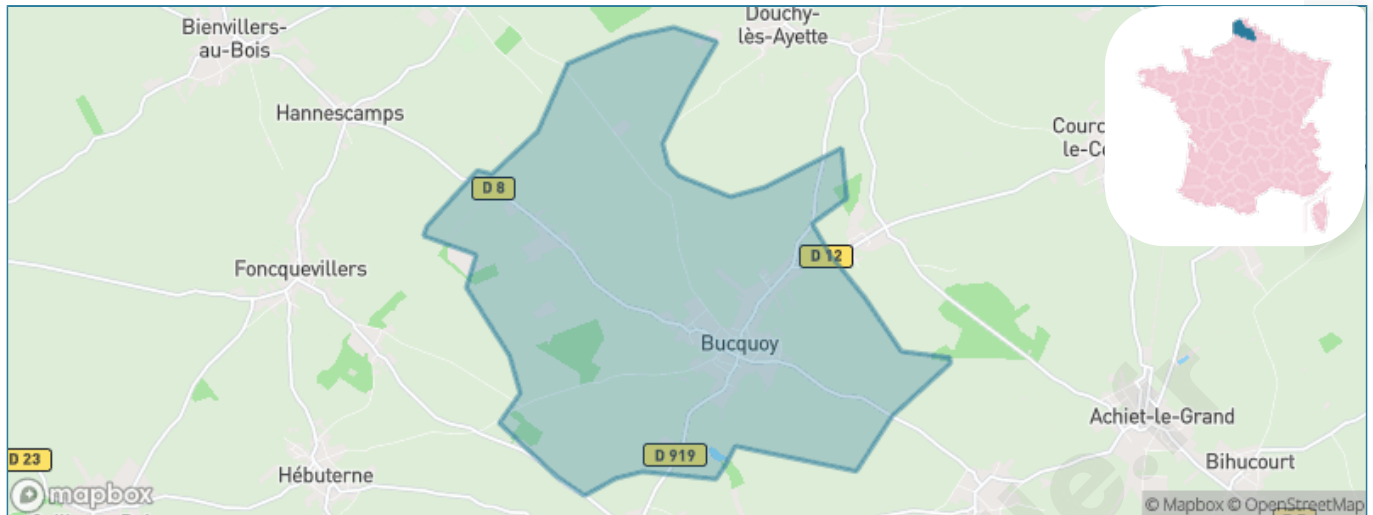 Bienvillers-
au-Bois
Douchy-
lès-Ayette
Hannescamps
D 8
Foncquevillers
D 12
Bucquoy
Achiet-le-Grand
D 919
D 23
Hébuterne
Bihucourt
mapbox
© Mapbox © OpenStreetMap